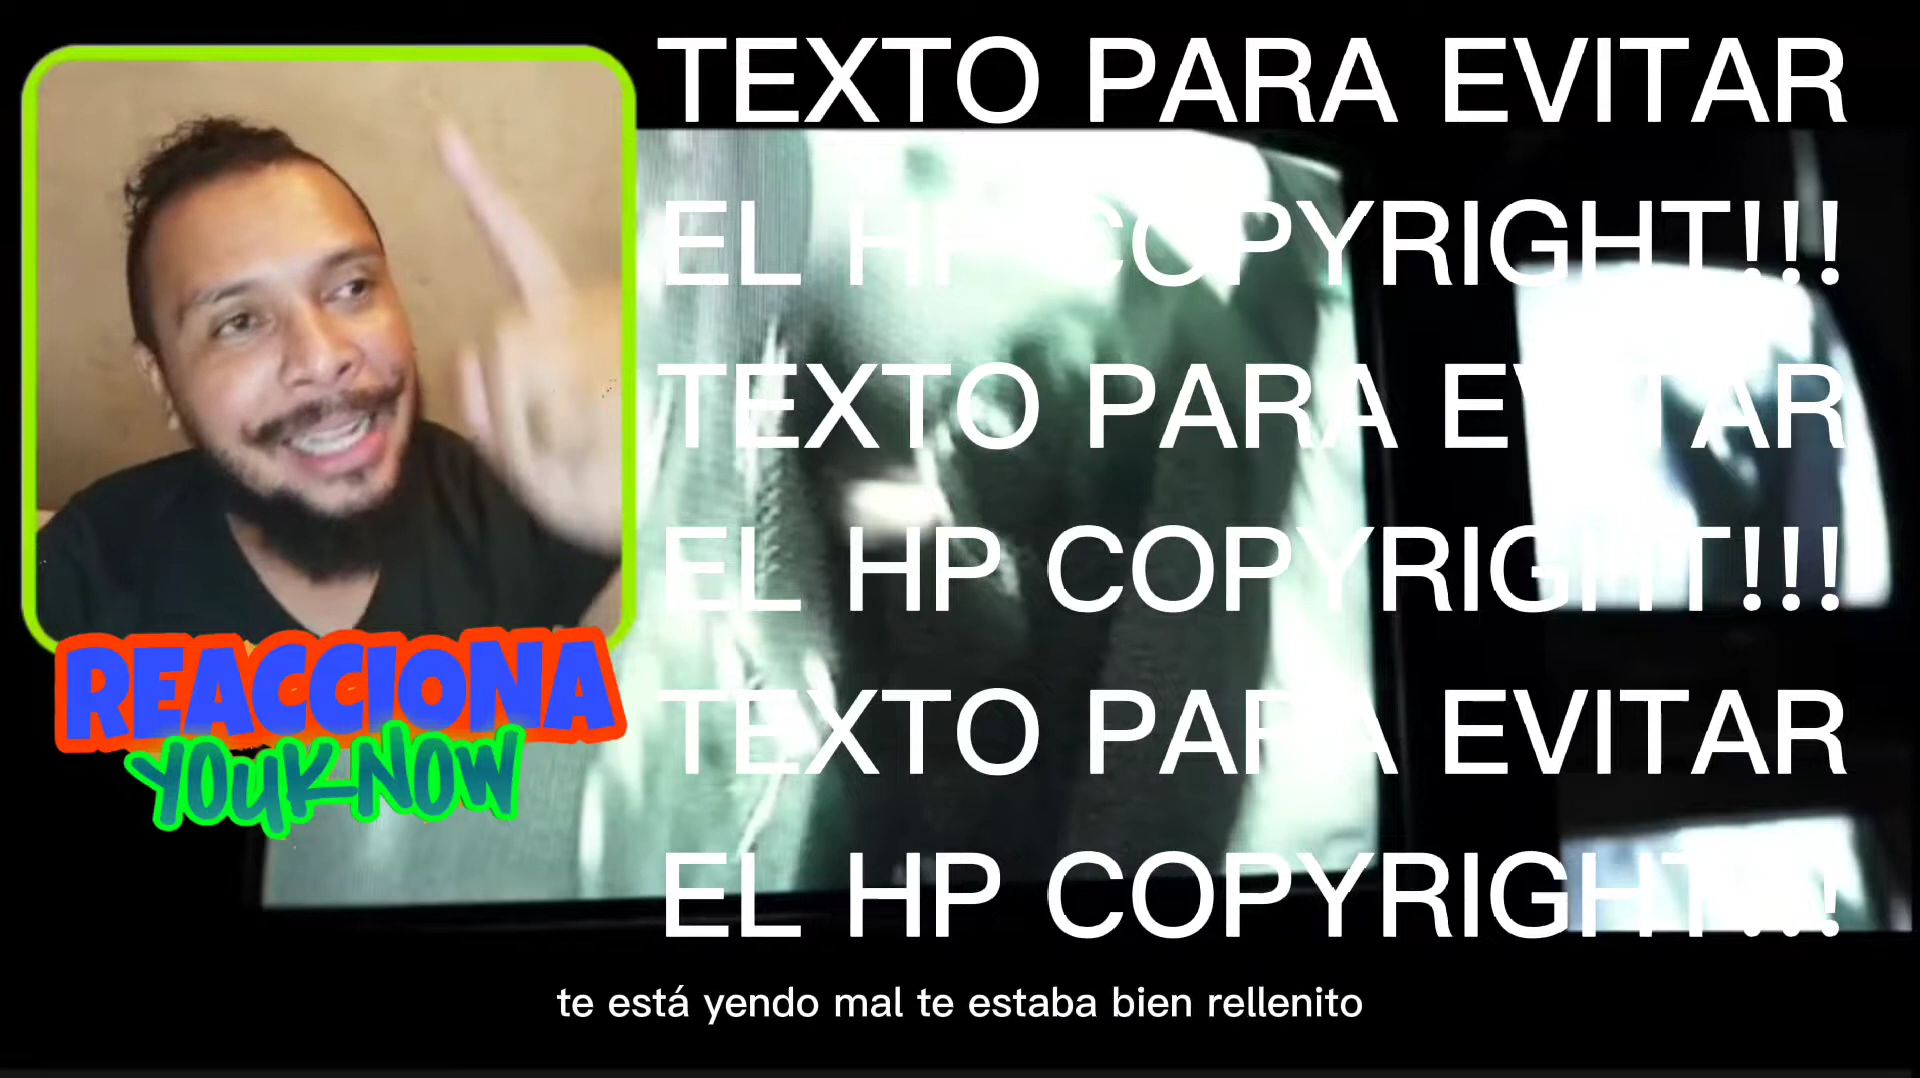 TEXTO PARA EVITAR
EL HP COPYRIGHT!!!
TEXTO PARA EVITAR
EL HP COPYRIGHT!!!
TEXTO PARA EVITAR
EL HP COPYRIGHT!!!
REACCIONA
YOUKNOW
te está yendo mal te estaba bien rellenito